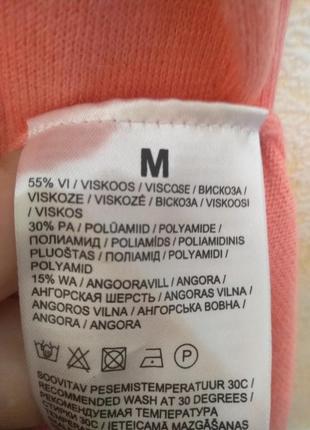 M
55% VI / VISKOOS / VISCOSE / ВИСКОЗА /
VISKOZE / VISKOZĖ / ВІСКОЗА / VISKOOSI
/ VISKOS
30% PA / POLÜAMIID / POLYAMIDE /
ПОЛИАМИД / POLIAMĪDS / POLIAMIDINIS
PLUOŠTAS / ПОЛІАМІД / POLYAMIDI /
POLYAMID
15% WA / ANGOORAVILL / ANGORA /
АНГОРСКАЯ ШЕРСТЬ / ANGORAS VILNA /
ANGOROS VILNA / АНГОРСЬКА ВОВНА /
ANGORA / ANGORA
P
SOOVITAV PESEMISTEMPERATUUR 30C /
RECOMMENDED WASH AT 30 DEGREES /
РЕКОМЕНДУЕМАЯ ТЕМПЕРАТУРА
СТИРКИ 30C / IETEICAMĀ MAZGĀŠANAS